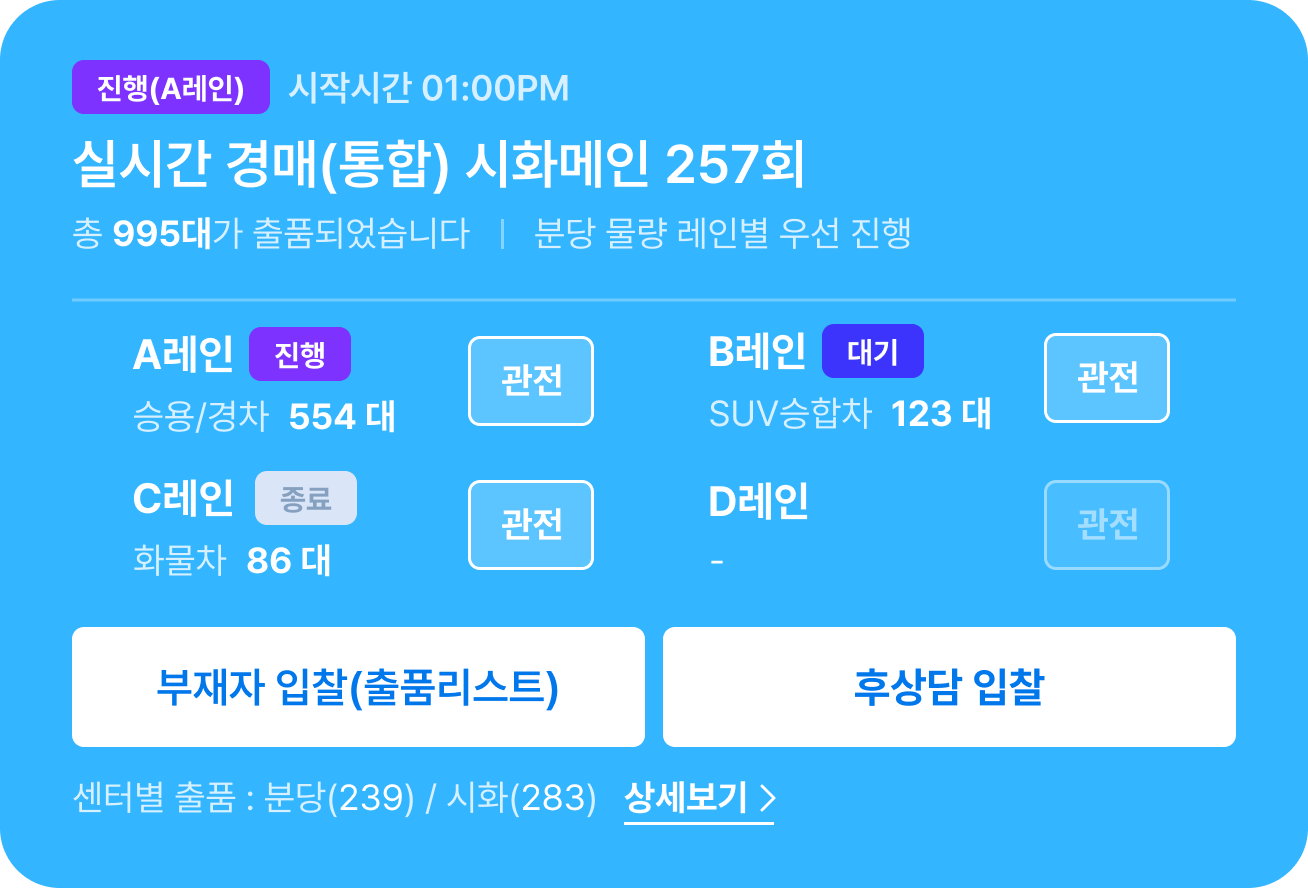 진행(A레인) 시작시간 01:00PM
실시간 경매(통합) 시화메인 257회
총 995대가 출품되었습니다 | 분당 물량 레인별 우선 진행
A레인 진행 관전
승용/경차 554 대
B레인 대기 관전
SUV승합차 123 대
C레인 종료 관전
화물차 86 대
D레인 관전
-
부재자 입찰(출품리스트) 후상담 입찰
센터별 출품 : 분당(239) / 시화(283) 상세보기 >